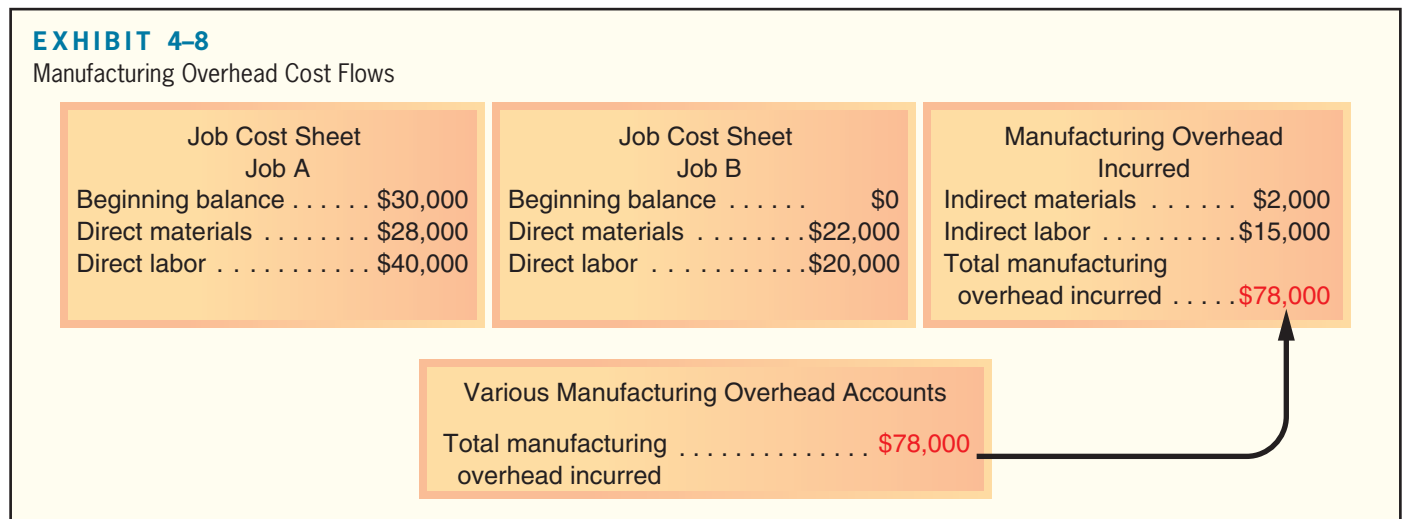 EXHIBIT 4–8
Manufacturing Overhead Cost Flows
Job Cost Sheet
Job A
Beginning balance . . . . . . $30,000
Direct materials . . . . . . . . $28,000
Direct labor . . . . . . . . . . . $40,000
Job Cost Sheet
Job B
Beginning balance . . . . . . $0
Direct materials . . . . . . . . $22,000
Direct labor . . . . . . . . . . . $20,000
Manufacturing Overhead
Incurred
Indirect materials . . . . . . $2,000
Indirect labor . . . . . . . . . . $15,000
Total manufacturing
overhead incurred . . . . . $78,000
Various Manufacturing Overhead Accounts
Total manufacturing . . . . . . . . . . . . . . $78,000
overhead incurred